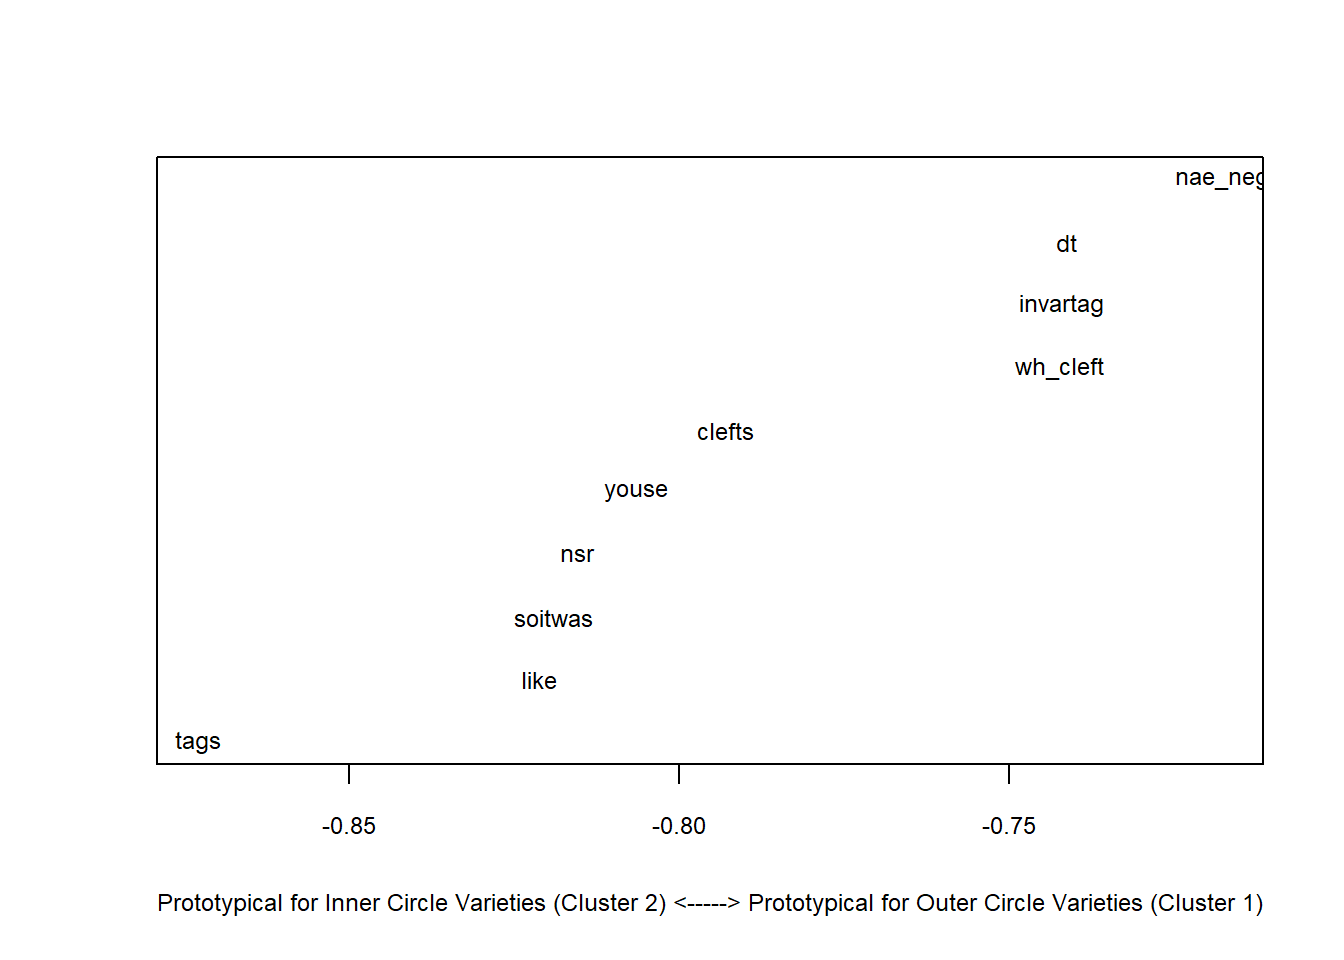 nae_neg
dt
invartag
wh_cleft
clefts
youse
nsr
soitwas
like
tags
-0.85 -0.80 -0.75
Prototypical for Inner Circle Varieties (Cluster 2) <-----> Prototypical for Outer Circle Varieties (Cluster 1)